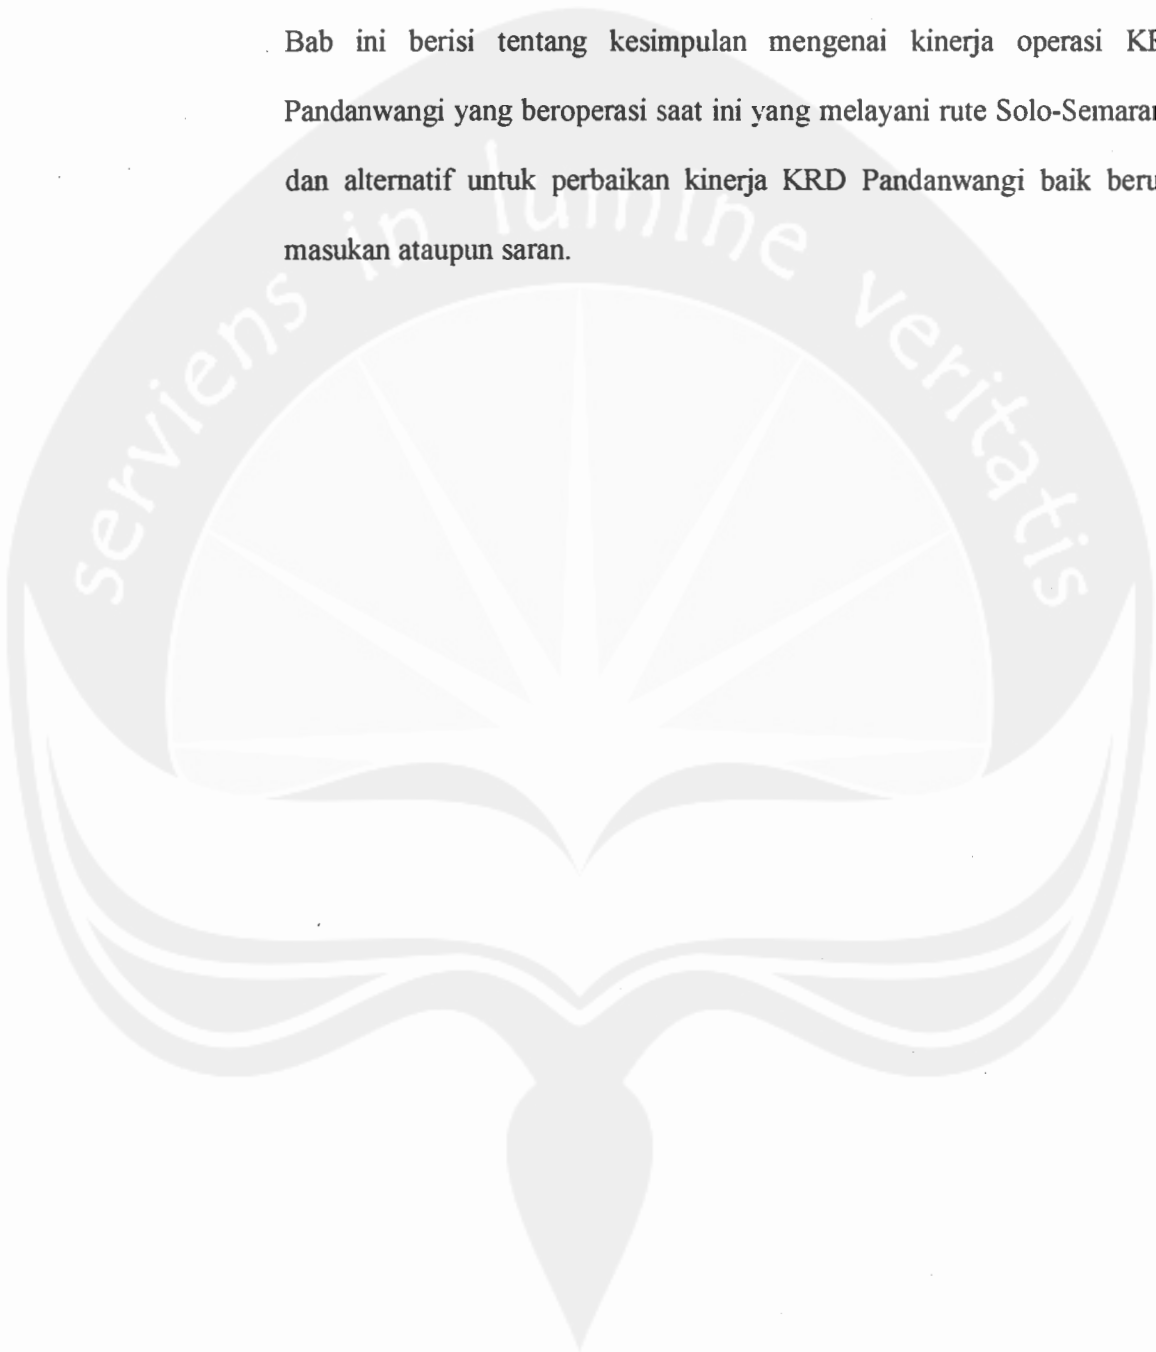 Bab ini berisi tentang kesimpulan mengenai kinerja operasi
Pandanwangi yang beroperasi saat ini yang melayani rute
dan alternatif untuk perbaikan kinerja KRD Pandanwangi baik
masukan ataupun saran.
serviens in lumine veritatis